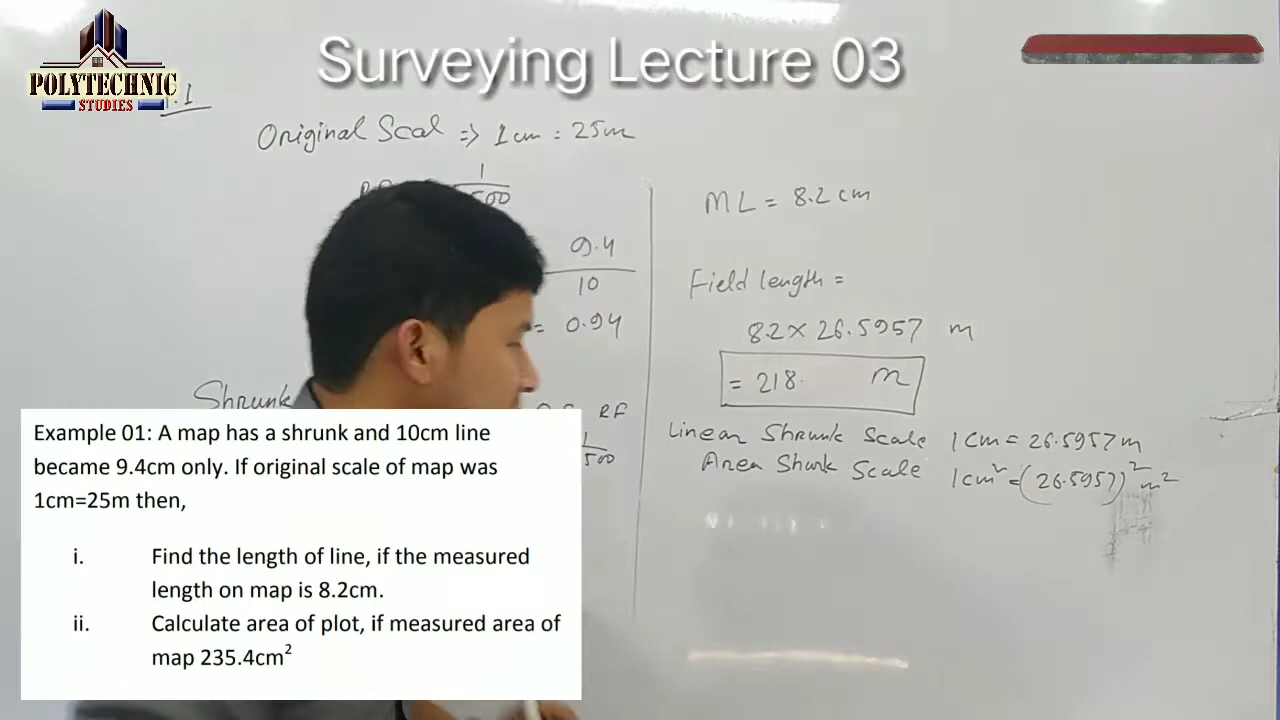 Surveying Lecture 03
POLYTECHNIC
STUDIES
Original Scal => 1cm = 25m
1
500
9.4
10
= 0.94
Shrunk
RF
1
500
ML = 8.2 cm
Field length =
8.2 × 26.5957 m
= 218. m
Linear Shrunk Scale 1cm = 26.5957m
Area Shunk Scale 1cm² = (26.5957)² m²
Example 01: A map has a shrunk and 10cm line
became 9.4cm only. If original scale of map was
1cm=25m then,
i. Find the length of line, if the measured
length on map is 8.2cm.
ii. Calculate area of plot, if measured area of
map 235.4cm²